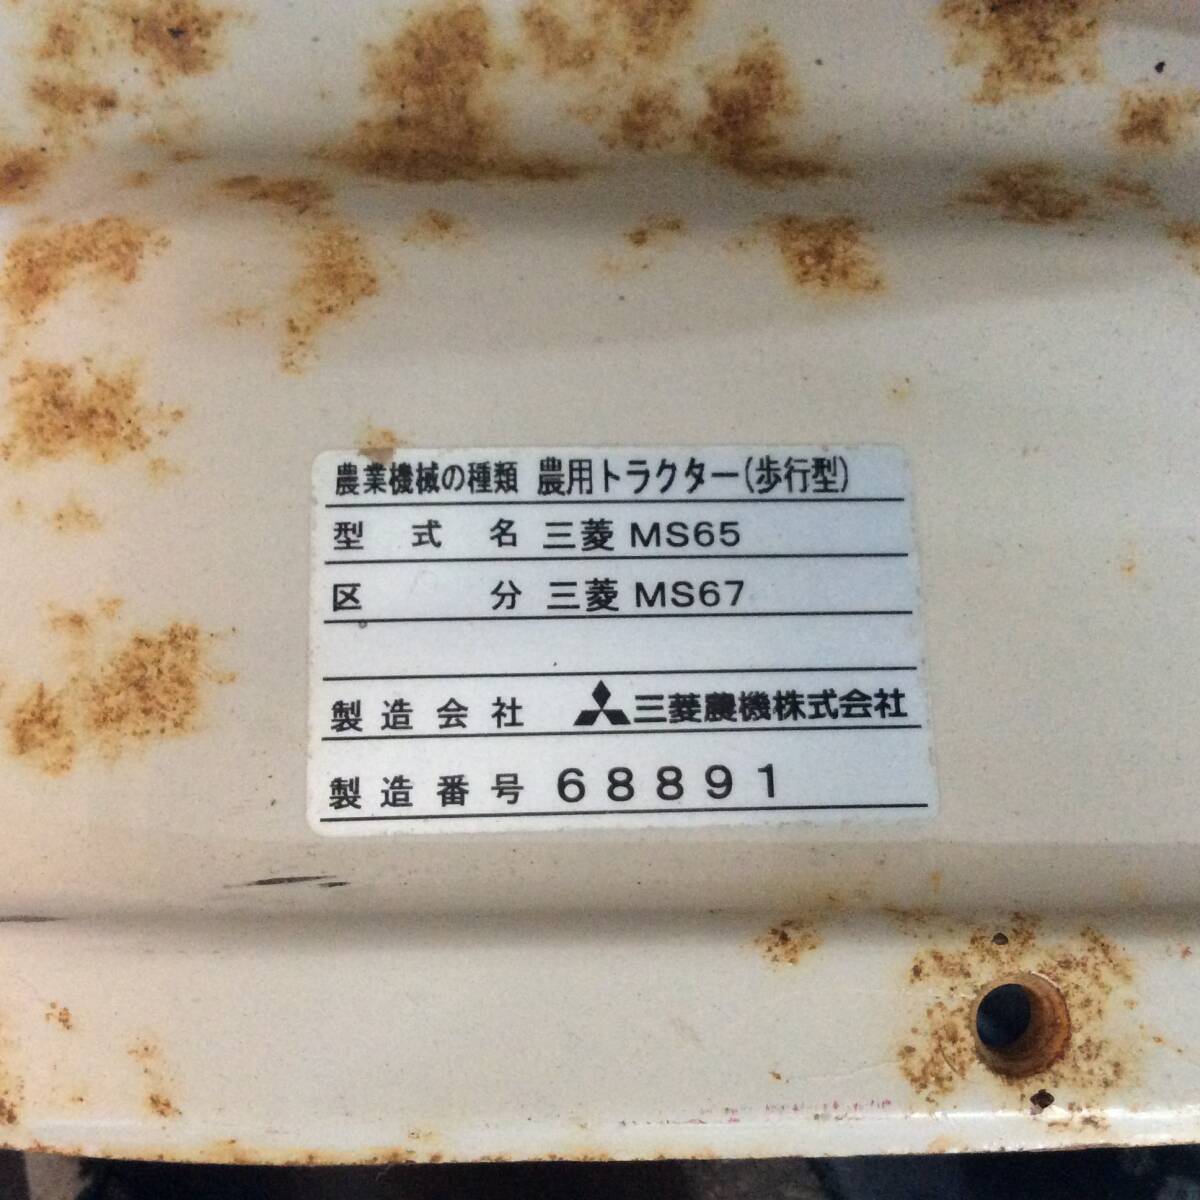 農業機械の種類 農用トラクター(歩行型)
型式名 三菱 MS65
区分 三菱 MS67
製造会社 三菱農機株式会社
製造番号 68891